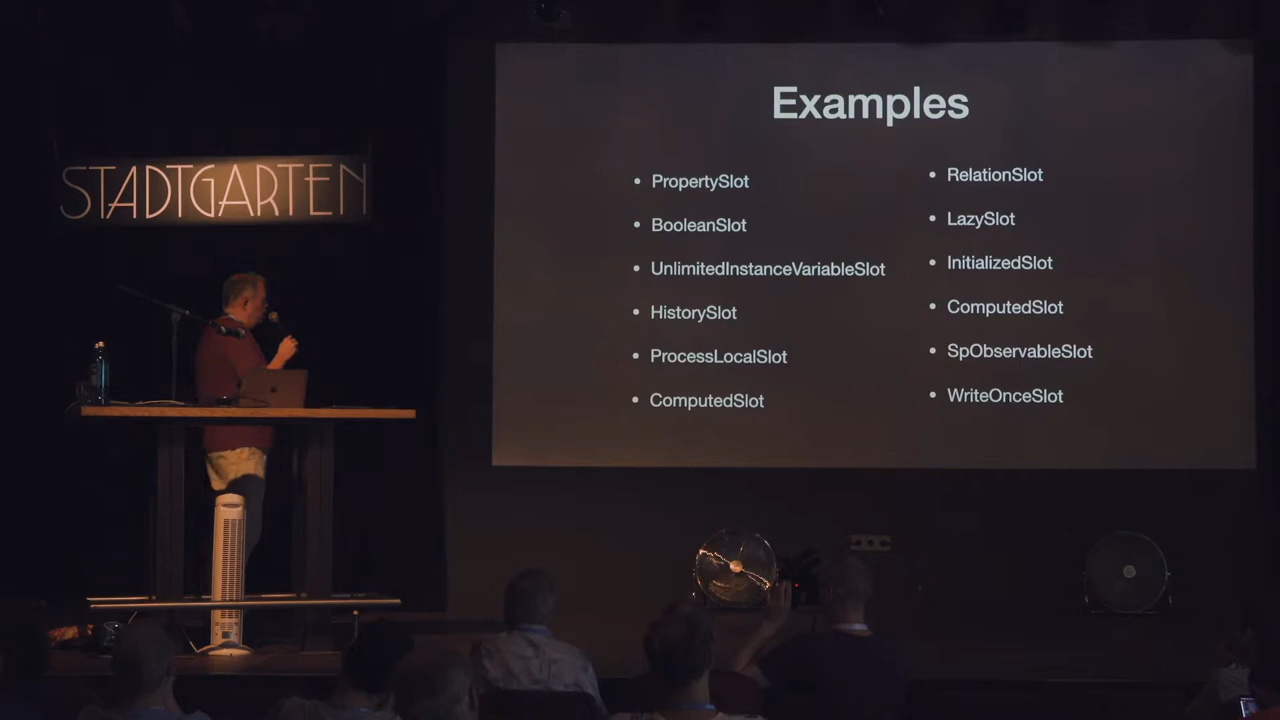 STADTGARTEN
Examples
• PropertySlot
• BooleanSlot
• UnlimitedInstanceVariableSlot
• HistorySlot
• ProcessLocalSlot
• ComputedSlot
• RelationSlot
• LazySlot
• InitializedSlot
• ComputedSlot
• SpObservableSlot
• WriteOnceSlot